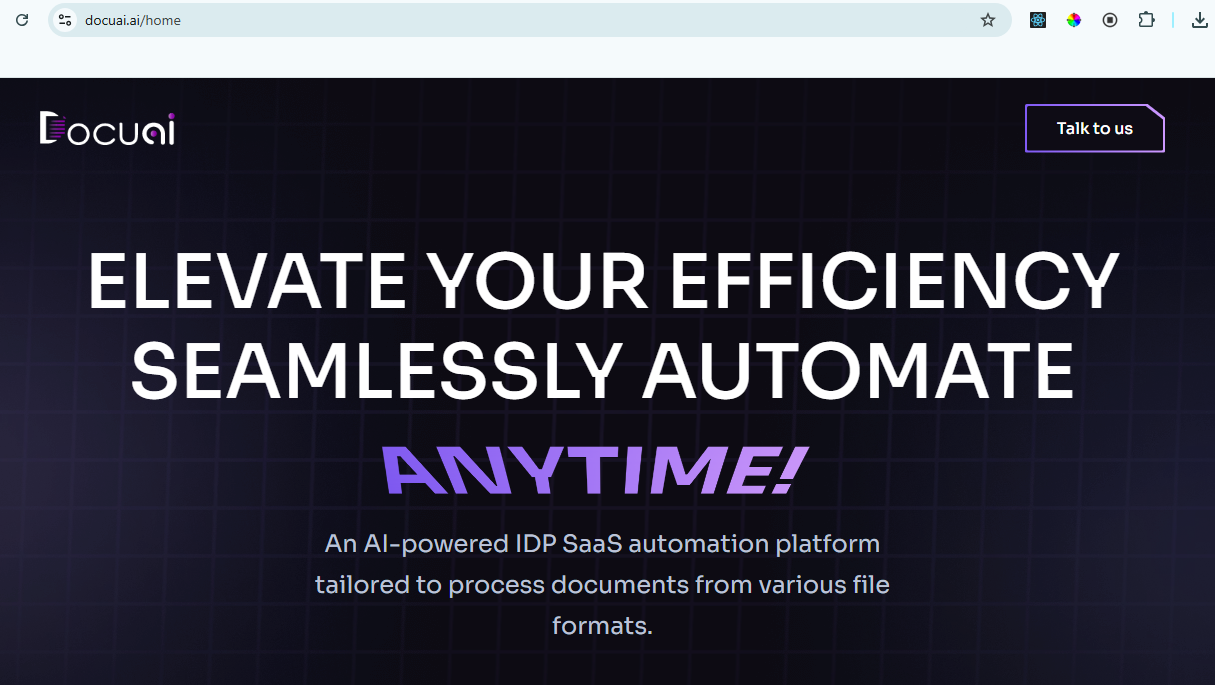 docuai.ai/home
Docuai
Talk to us
ELEVATE YOUR EFFICIENCY
SEAMLESSLY AUTOMATE
ANYTIME!
An AI-powered IDP SaaS automation platform
tailored to process documents from various file
formats.